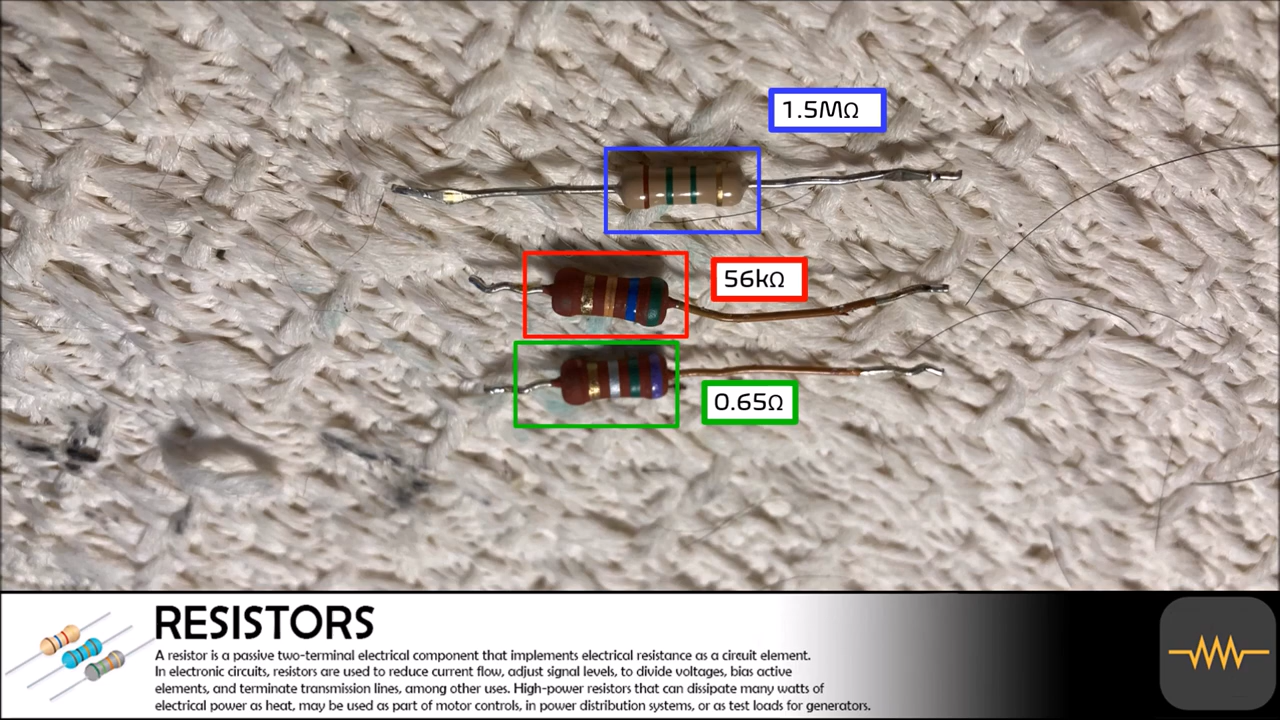 1.5MΩ
56kΩ
0.65Ω
RESISTORS
A resistor is a passive two-terminal electrical component that implements electrical resistance as a circuit element.
In electronic circuits, resistors are used to reduce current flow, adjust signal levels, to divide voltages, bias active
elements, and terminate transmission lines, among other uses. High-power resistors that can dissipate many watts of
electrical power as heat, may be used as part of motor controls, in power distribution systems, or as test loads for generators.